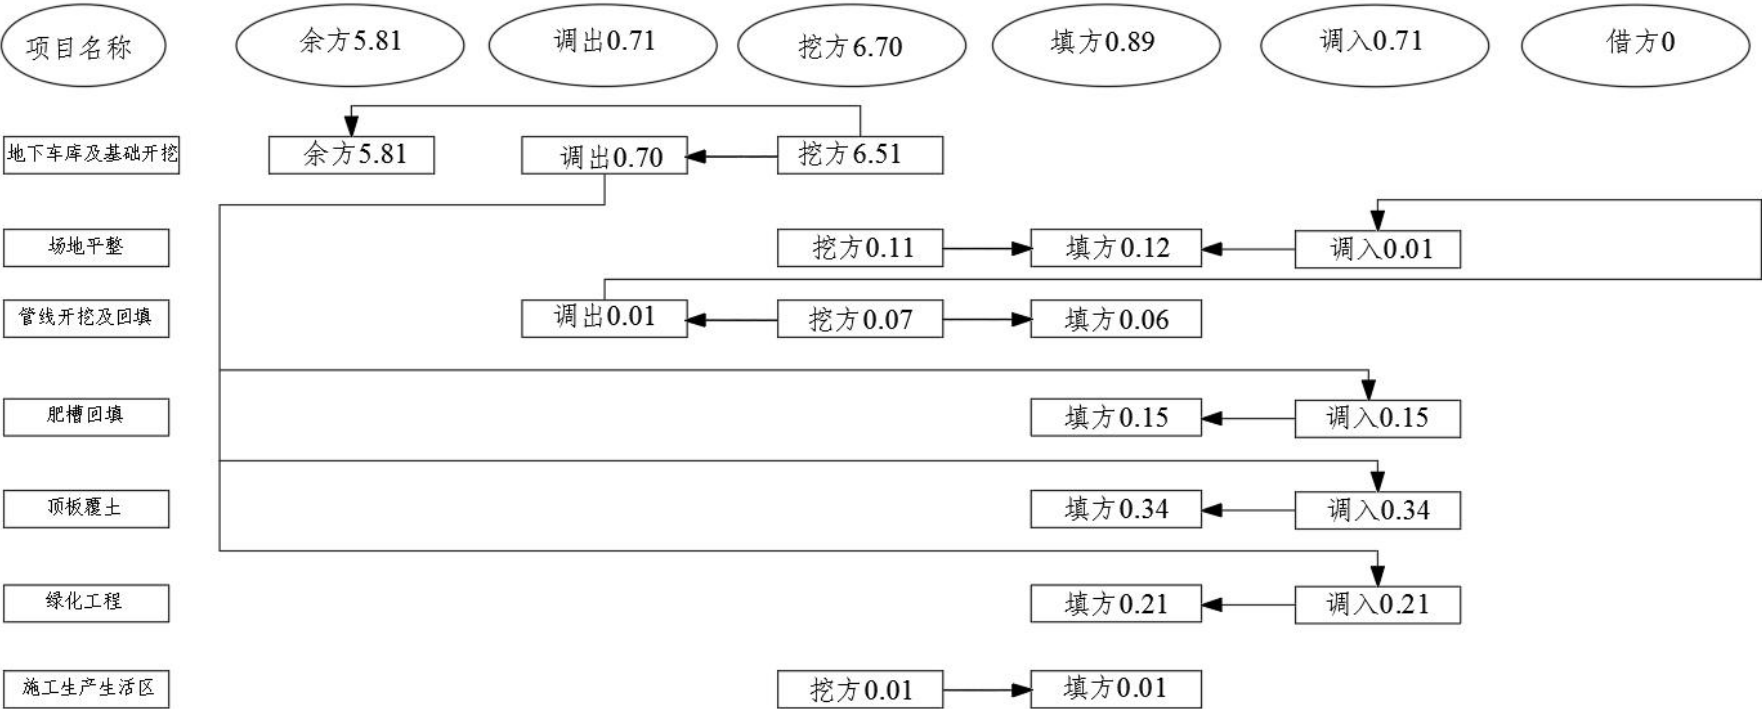 项目名称 余方5.81 调出0.71 挖方6.70 填方0.89 调入0.71 借方0
地下车库及基础开挖 余方5.81 调出0.70 挖方6.51
场地平整 挖方0.11 填方0.12 调入0.01
管线开挖及回填 调出0.01 挖方0.07 填方0.06
肥槽回填 填方0.15 调入0.15
顶板覆土 填方0.34 调入0.34
绿化工程 填方0.21 调入0.21
施工生产生活区 挖方0.01 填方0.01